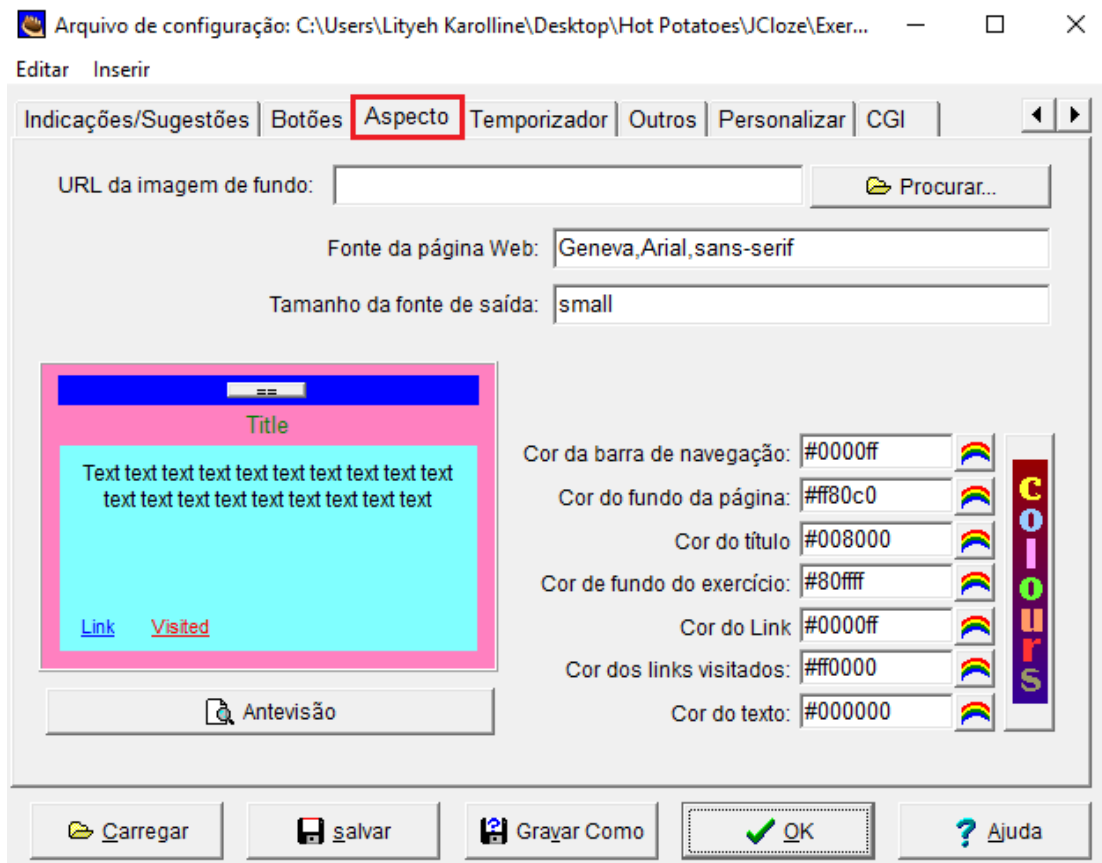 Arquivo de configuração: C:\Users\Lityeh Karolline\Desktop\Hot Potatoes\JCloze\Exer...
Editar Inserir
Indicações/Sugestões Botões Aspecto Temporizador Outros Personalizar CGI
URL da imagem de fundo: Procurar...
Fonte da página Web: Geneva,Arial,sans-serif
Tamanho da fonte de saída: small
==
Title
Text text text text text text text text text text
text text text text text text text text text
Link Visited
Antevisão
Cor da barra de navegação: #0000ff
Cor do fundo da página: #ff80c0
Cor do título #008000
Cor de fundo do exercício: #80ffff
Cor do Link #0000ff
Cor dos links visitados: #ff0000
Cor do texto: #000000
Colours
Carregar salvar Gravar Como OK Ajuda